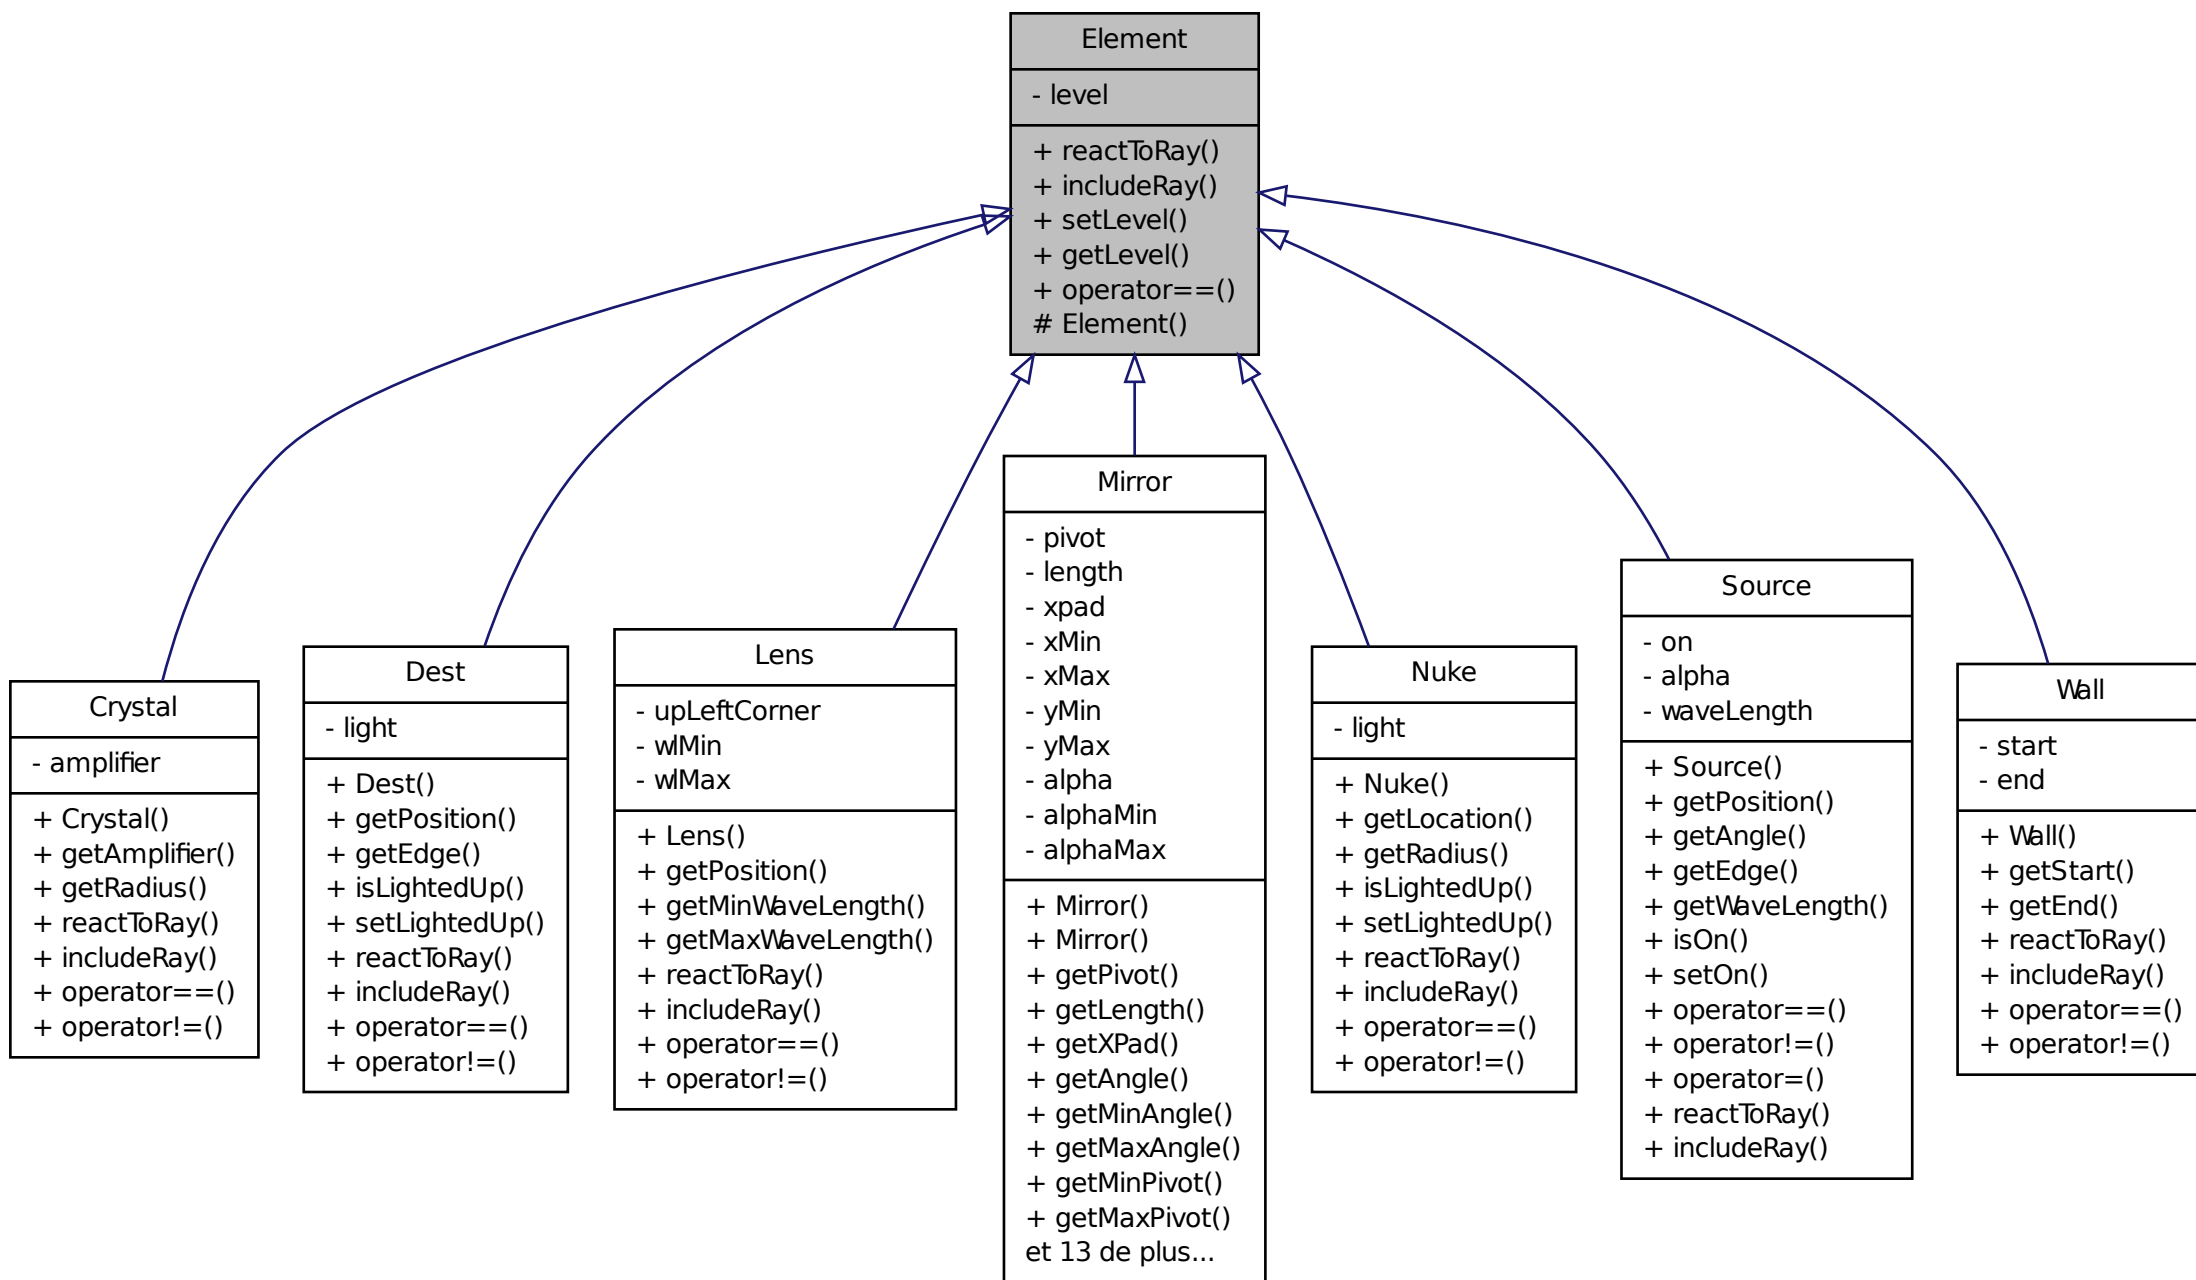 Element
- level
+ reactToRay()
+ includeRay()
+ setLevel()
+ getLevel()
+ operator==()
# Element()
Crystal
- amplifier
+ Crystal()
+ getAmplifier()
+ getRadius()
+ reactToRay()
+ includeRay()
+ operator==()
+ operator!=()
Dest
- light
+ Dest()
+ getPosition()
+ getEdge()
+ isLightedUp()
+ setLightedUp()
+ reactToRay()
+ includeRay()
+ operator==()
+ operator!=()
Lens
- upLeftCorner
- wlMin
- wlMax
+ Lens()
+ getPosition()
+ getMinWaveLength()
+ getMaxWaveLength()
+ reactToRay()
+ includeRay()
+ operator==()
+ operator!=()
Mirror
- pivot
- length
- xpad
- xMin
- xMax
- yMin
- yMax
- alpha
- alphaMin
- alphaMax
+ Mirror()
+ Mirror()
+ getPivot()
+ getLength()
+ getXPad()
+ getAngle()
+ getMinAngle()
+ getMaxAngle()
+ getMinPivot()
+ getMaxPivot()
et 13 de plus...
Nuke
- light
+ Nuke()
+ getLocation()
+ getRadius()
+ isLightedUp()
+ setLightedUp()
+ reactToRay()
+ includeRay()
+ operator==()
+ operator!=()
Source
- on
- alpha
- waveLength
+ Source()
+ getPosition()
+ getAngle()
+ getEdge()
+ getWaveLength()
+ isOn()
+ setOn()
+ operator==()
+ operator!=()
+ operator=()
+ reactToRay()
+ includeRay()
Wall
- start
- end
+ Wall()
+ getStart()
+ getEnd()
+ reactToRay()
+ includeRay()
+ operator==()
+ operator!=()